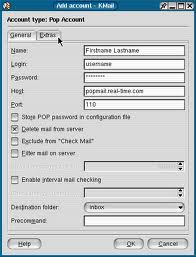 Add account - KMail
Account type: Pop Account
General Extras
Name: Firstname Lastname
Login: username
Password: ********
Host: popmail.real-time.com
Port: 110
Store POP password in configuration file
Delete mail from server
Exclude from "Check Mail"
Filter mail on server
Enable interval mail checking
Destination folder: inbox
Precommand:
Help OK Cancel